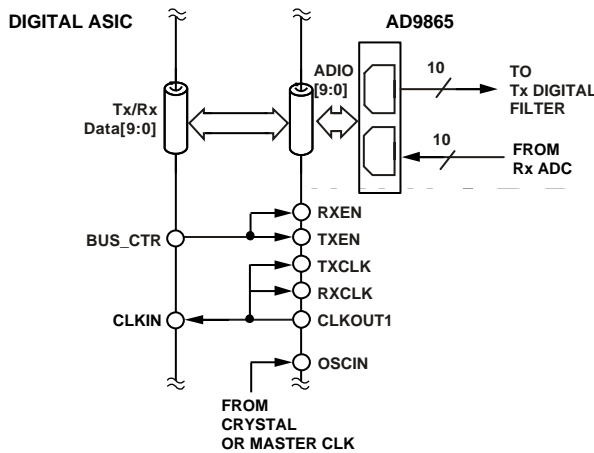 DIGITAL ASIC
AD9865
ADIO
[9:0]
Tx/Rx
Data[9:0]
10
TO
Tx DIGITAL
FILTER
10
FROM
Rx ADC
RXEN
BUS_CTR
TXEN
TXCLK
RXCLK
CLKIN
CLKOUT1
OSCIN
FROM
CRYSTAL
OR MASTER CLK